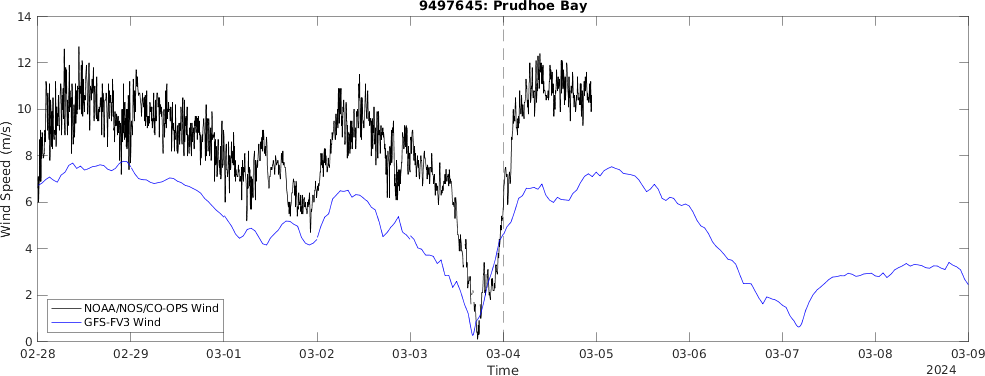 9497645: Prudhoe Bay
14
12
10
8
6
4
2
0
Wind Speed (m/s)
NOAA/NOS/CO-OPS Wind
GFS-FV3 Wind
02-28 02-29 03-01 03-02 03-03 03-04 03-05 03-06 03-07 03-08 03-09
Time
2024